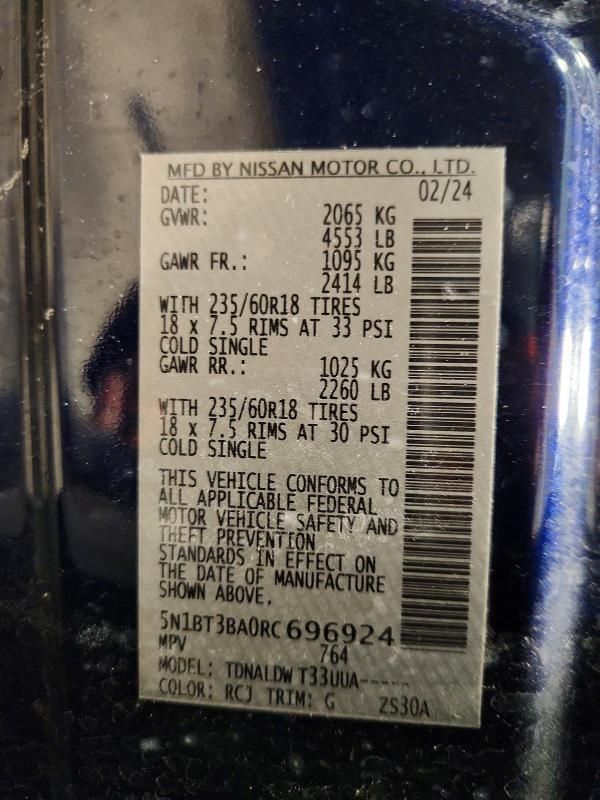 MFD BY NISSAN MOTOR CO., LTD.
DATE: 02/24
GVWR: 2065 KG
4553 LB
GAWR FR.: 1095 KG
2414 LB
WITH 235/60R18 TIRES
18 x 7.5 RIMS AT 33 PSI
COLD SINGLE
GAWR RR.: 1025 KG
2260 LB
WITH 235/60R18 TIRES
18 x 7.5 RIMS AT 30 PSI
COLD SINGLE
THIS VEHICLE CONFORMS TO
ALL APPLICABLE FEDERAL
MOTOR VEHICLE SAFETY AND
THEFT PREVENTION
STANDARDS IN EFFECT ON
THE DATE OF MANUFACTURE
SHOWN ABOVE.
5N1BT3BA0RC696924
MPV 764
MODEL: TDNALDW T33UUA-----
COLOR: RCJ TRIM: G ZS30A